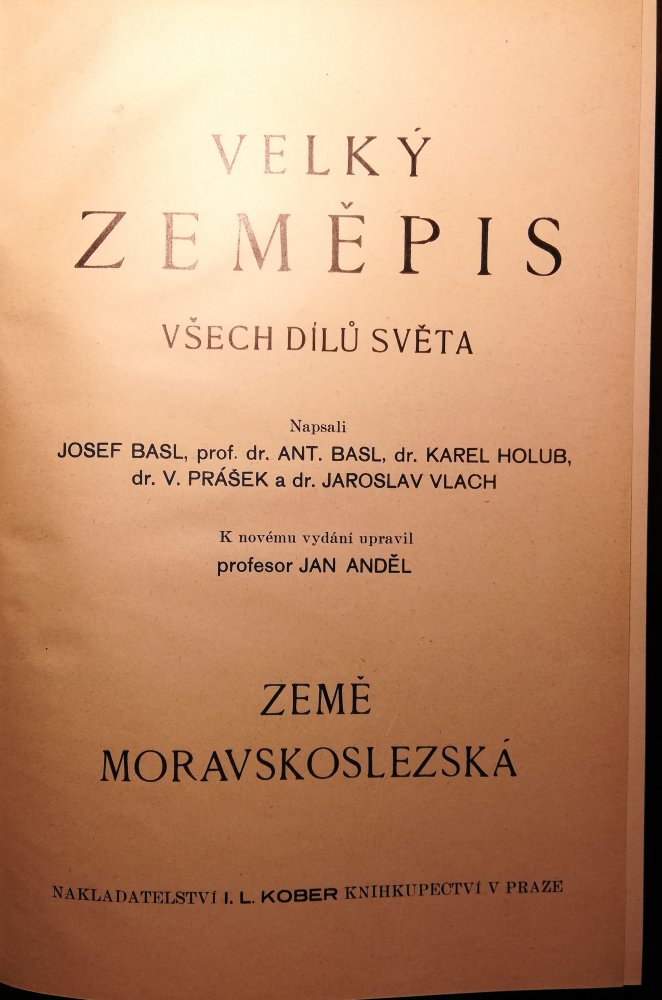 VELKÝ
ZEMĚPIS
VŠECH DÍLŮ SVĚTA
Napsali
JOSEF BASL, prof. dr. ANT. BASL, dr. KAREL HOLUB,
dr. V. PRÁŠEK a dr. JAROSLAV VLACH
K novému vydání upravil
profesor JAN ANDĚL
ZEMĚ
MORAVSKOSLEZSKÁ
NAKLADATELSTVÍ I. L. KOBER KNIHKUPECTVÍ V PRAZE